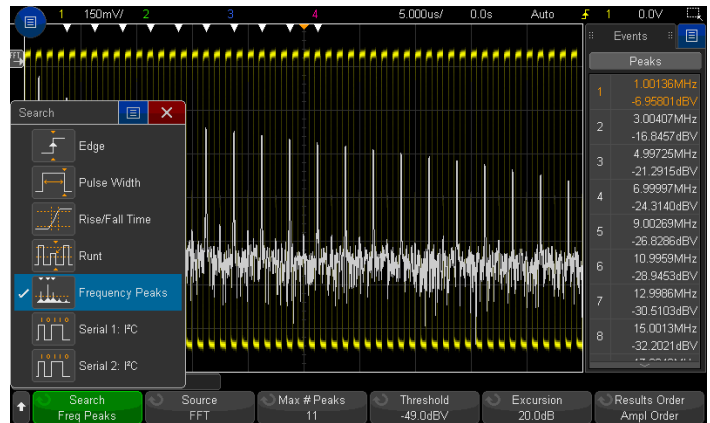 1 150mV/ 2 3 4 5.000us/ 0.0s Auto 1 0.0V
Events
Peaks
1 1.00136MHz
-6.95801dBV
2 3.00407MHz
-16.8457dBV
3 4.99725MHz
-21.2915dBV
4 6.99997MHz
-24.3140dBV
5 9.00269MHz
-26.8286dBV
6 10.9959MHz
-28.9453dBV
7 12.9986MHz
-30.5103dBV
8 15.0013MHz
-32.2021dBV
Search
Edge
Pulse Width
Rise/Fall Time
Runt
Frequency Peaks
Serial 1: I²C
Serial 2: I²C
Search
Freq Peaks
Source
FFT
Max # Peaks
11
Threshold
-49.0dBV
Excursion
20.0dB
Results Order
Ampl Order